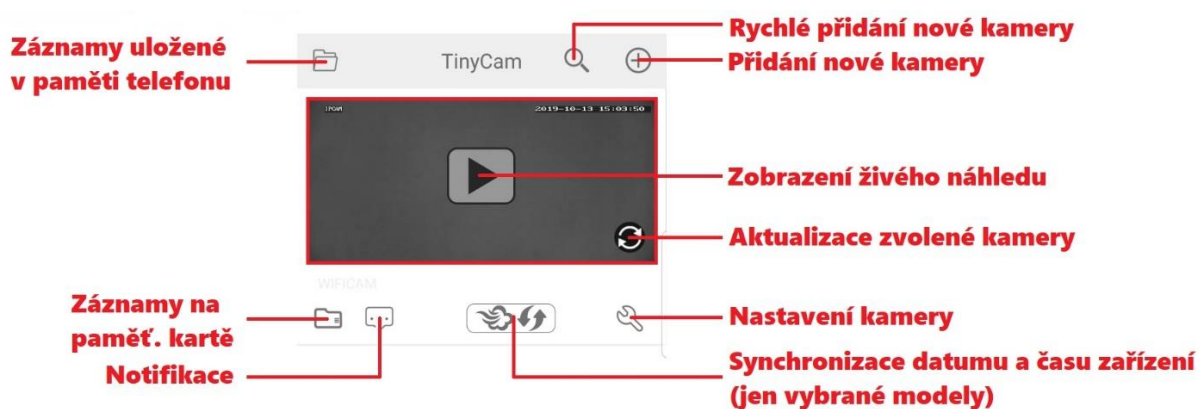 Záznamy uložené
v paměti telefonu
TinyCam
Rychlé přidání nové kamery
Přidání nové kamery
IPCAM
2019-10-13 15:03:50
Zobrazení živého náhledu
Aktualizace zvolené kamery
WIFICAM
Záznamy na
paměť. kartě
Notifikace
Nastavení kamery
Synchronizace datumu a času zařízení
(jen vybrané modely)